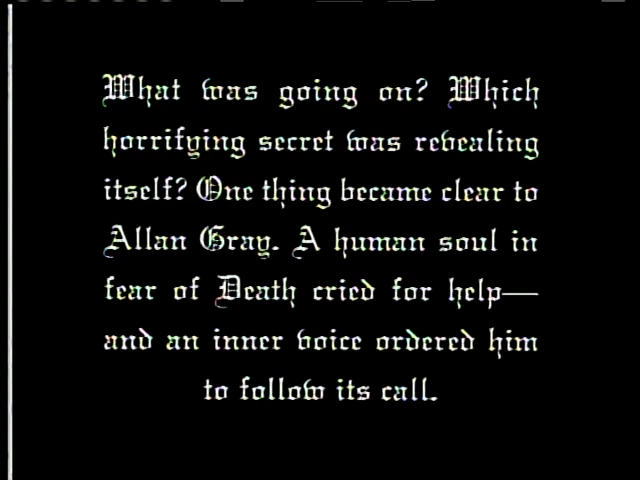 What was going on? Which
horrifying secret was revealing
itself? One thing became clear to
Allan Gray. A human soul in
fear of Death cried for help—
and an inner voice ordered him
to follow its call.